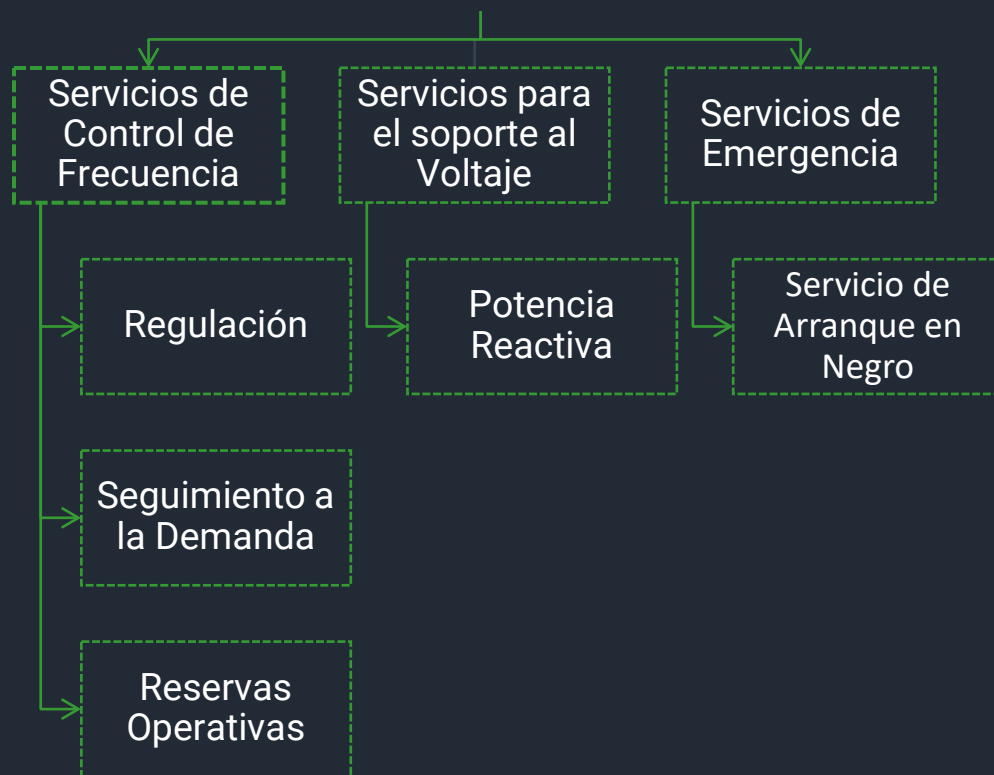 Servicios de
Control de
Frecuencia
Servicios para
el soporte al
Voltaje
Servicios de
Emergencia
Regulación
Potencia
Reactiva
Servicio de
Arranque en
Negro
Seguimiento a
la Demanda
Reservas
Operativas